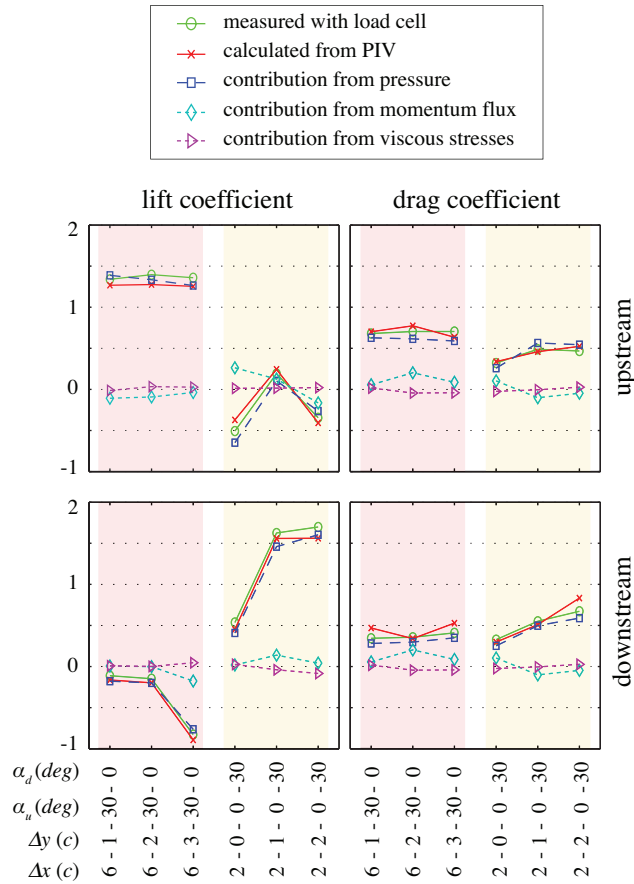 measured with load cell
calculated from PIV
contribution from pressure
contribution from momentum flux
contribution from viscous stresses
lift coefficient
drag coefficient
2
1
0
-1
upstream
2
1
0
-1
downstream
α_d (deg)
α_u (deg)
Δy (c)
Δx (c)
6 - 1 - 30 - 0
6 - 2 - 30 - 0
6 - 3 - 30 - 0
2 - 0 - 0 - 30
2 - 1 - 0 - 30
2 - 2 - 0 - 30
6 - 1 - 30 - 0
6 - 2 - 30 - 0
6 - 3 - 30 - 0
2 - 0 - 0 - 30
2 - 1 - 0 - 30
2 - 2 - 0 - 30